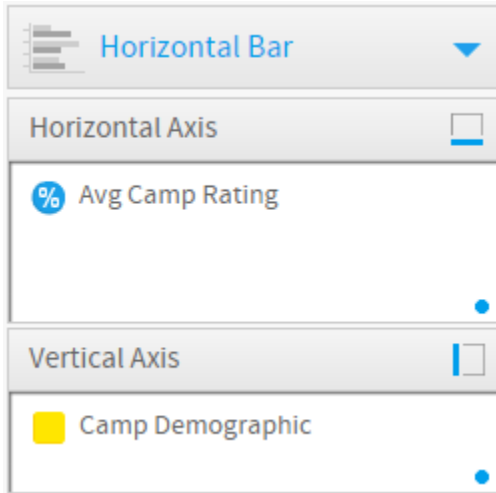 Horizontal Bar
Horizontal Axis
% Avg Camp Rating
Vertical Axis
Camp Demographic